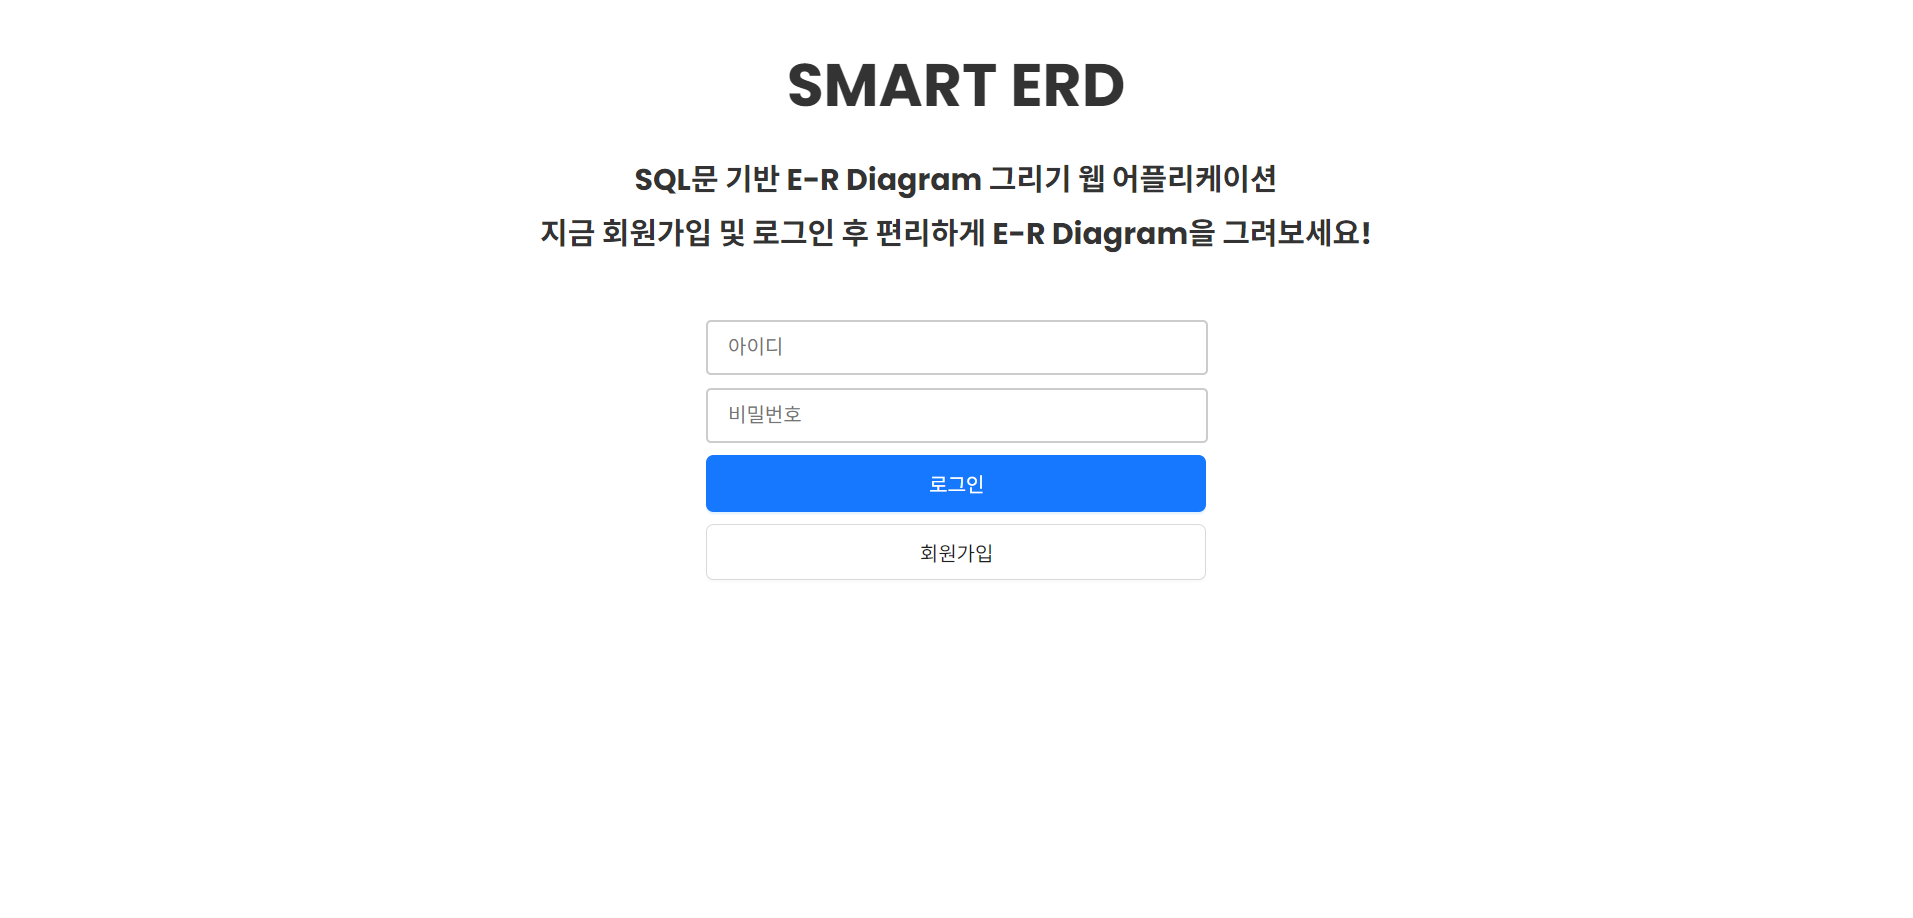 SMART ERD
SQL문 기반 E-R Diagram 그리기 웹 어플리케이션
지금 회원가입 및 로그인 후 편리하게 E-R Diagram을 그려보세요!
아이디
비밀번호
로그인
회원가입